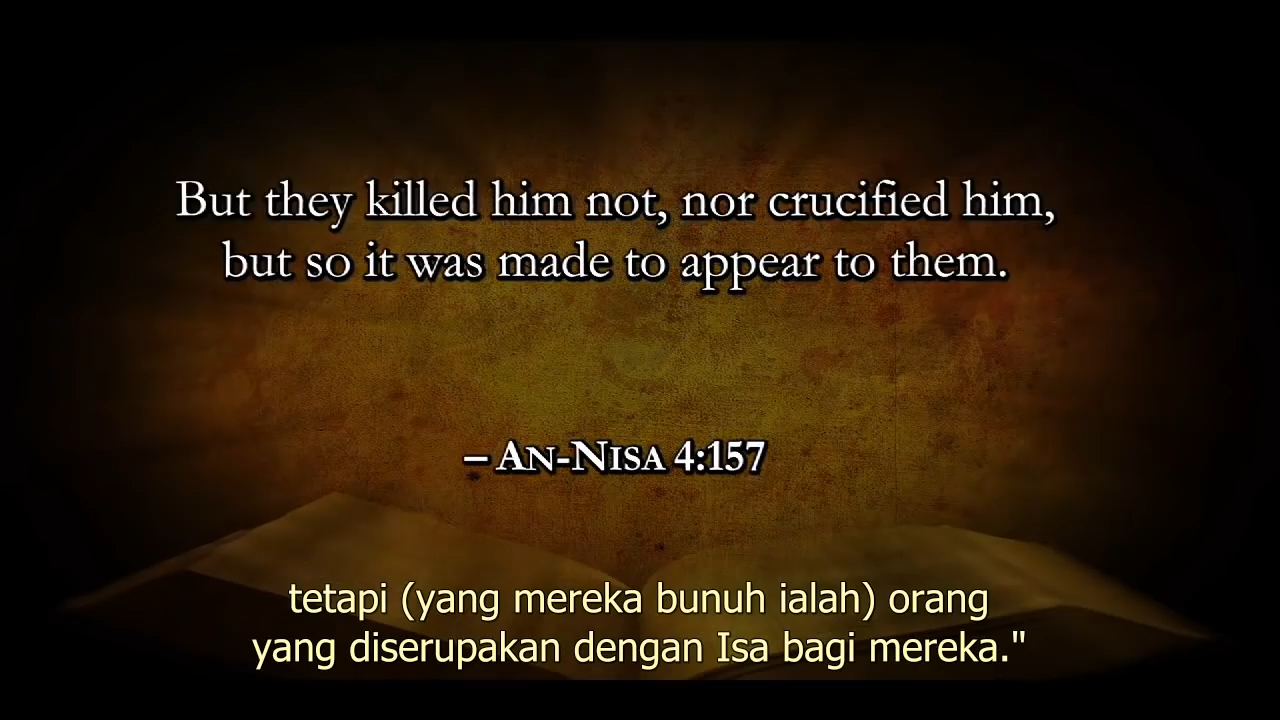 But they killed him not, nor crucified him,
but so it was made to appear to them.
– AN-NISA 4:157
tetapi (yang mereka bunuh ialah) orang
yang diserupakan dengan Isa bagi mereka."